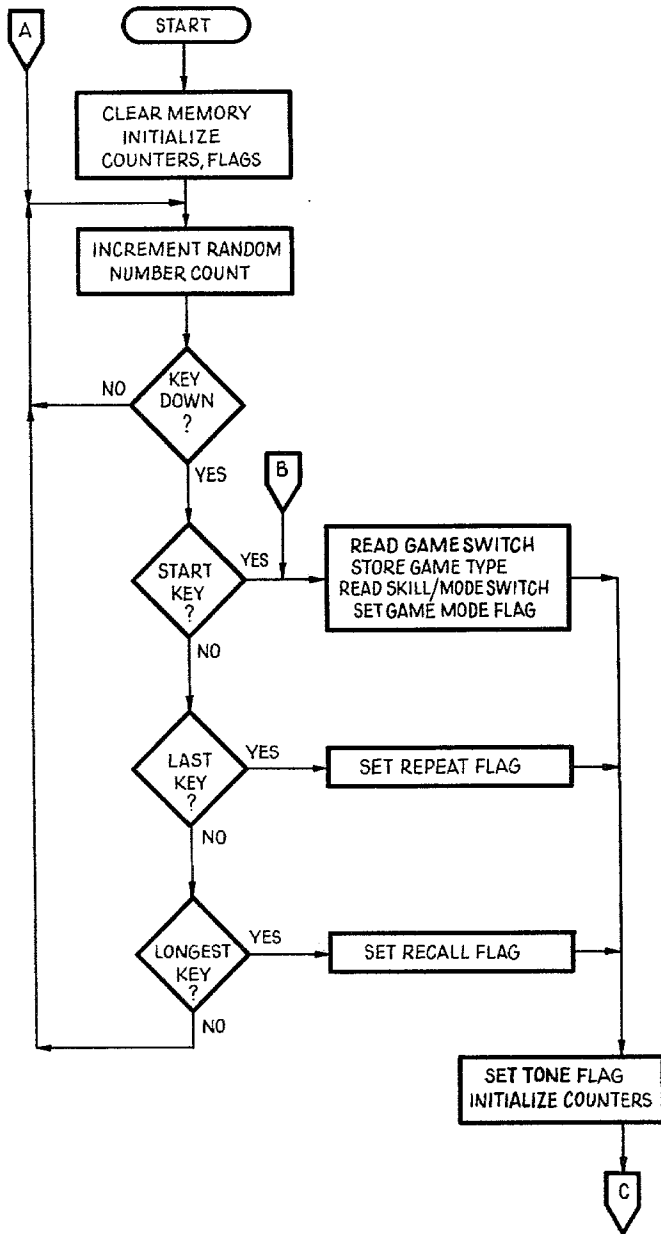 A
START
CLEAR MEMORY
INITIALIZE
COUNTERS, FLAGS
INCREMENT RANDOM
NUMBER COUNT
KEY
DOWN
?
NO
YES
B
START
KEY
?
YES
NO
READ GAME SWITCH
STORE GAME TYPE
READ SKILL/MODE SWITCH
SET GAME MODE FLAG
LAST
KEY
?
YES
NO
SET REPEAT FLAG
LONGEST
KEY
?
YES
NO
SET RECALL FLAG
SET TONE FLAG
INITIALIZE COUNTERS
C